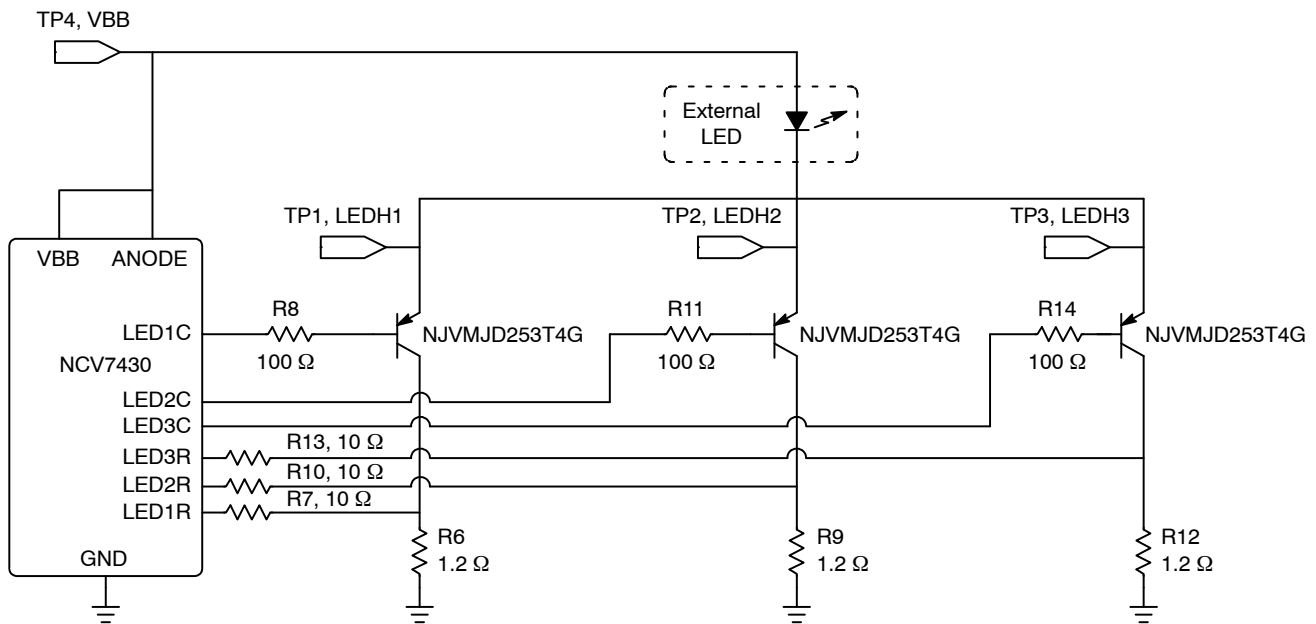 TP4, VBB
External
LED
TP1, LEDH1
TP2, LEDH2
TP3, LEDH3
VBB
ANODE
LED1C
NCV7430
LED2C
LED3C
LED3R
LED2R
LED1R
GND
R8
100 Ω
NJVMJD253T4G
R11
100 Ω
NJVMJD253T4G
R14
100 Ω
NJVMJD253T4G
R13, 10 Ω
R10, 10 Ω
R7, 10 Ω
R6
1.2 Ω
R9
1.2 Ω
R12
1.2 Ω